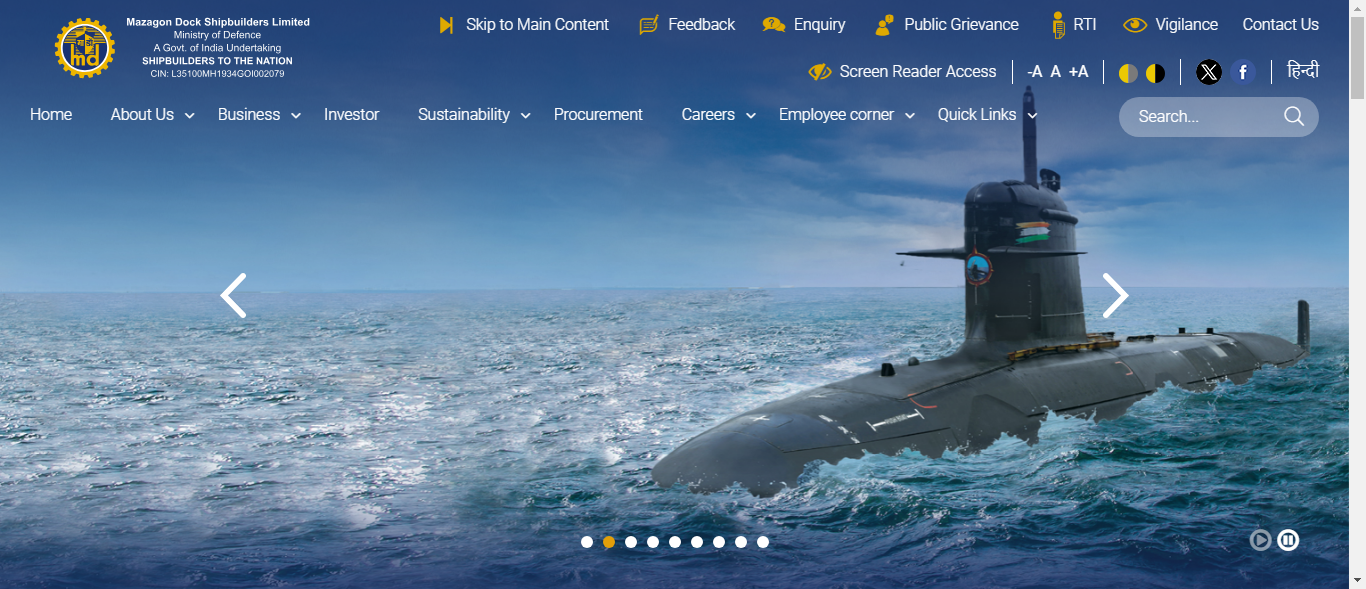 Mazagon Dock Shipbuilders Limited
Ministry of Defence
A Govt. of India Undertaking
SHIPBUILDERS TO THE NATION
CIN: L35100MH1934GOI002079
md
Skip to Main Content Feedback Enquiry Public Grievance RTI Vigilance Contact Us
Screen Reader Access -A A +A X f हिन्दी
Home About Us Business Investor Sustainability Procurement Careers Employee corner Quick Links
Search...